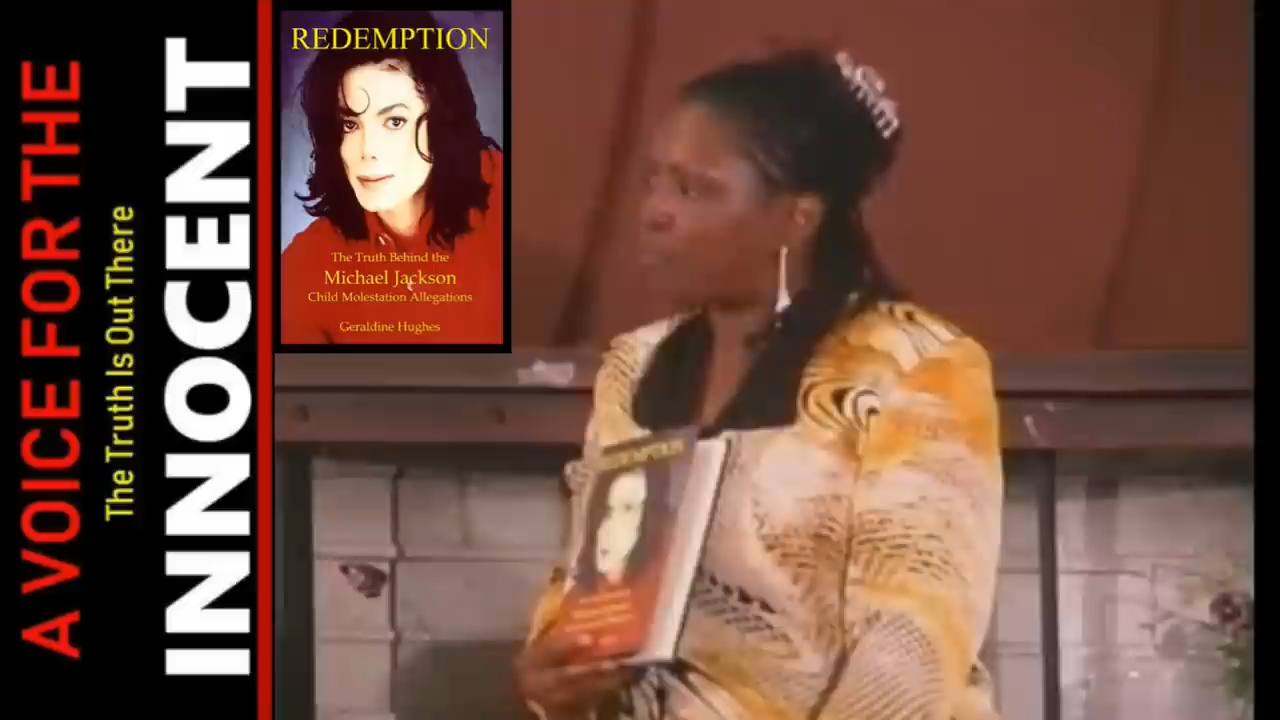 A VOICE FOR THE
The Truth Is Out There
INNOCENT
REDEMPTION
The Truth Behind the
Michael Jackson
Child Molestation Allegations
Geraldine Hughes
REDEMPTION